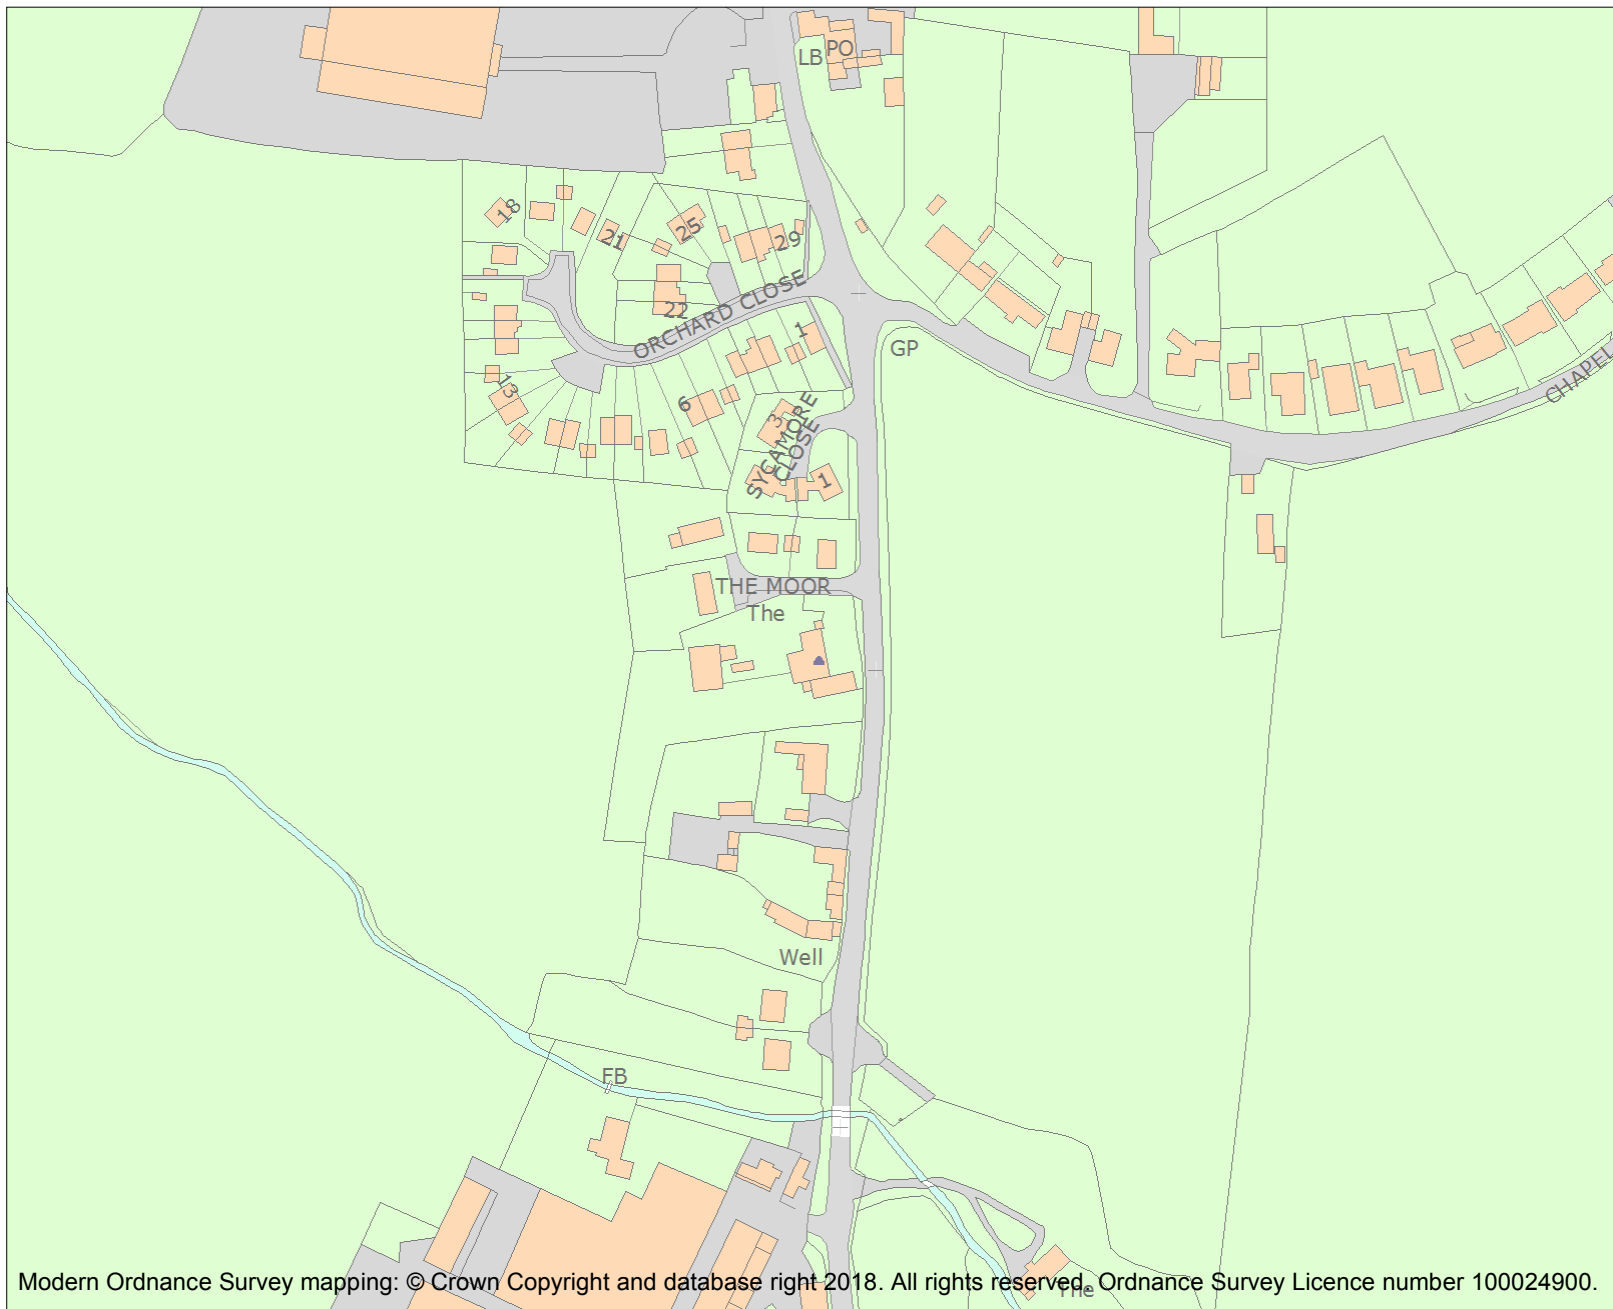 LB PO
18
21
25
29
22
ORCHARD CLOSE
1
GP
CHAPEL
13
6
3
SYCAMORE
CLOSE
1
THE MOOR
The
Well
FB
The
Modern Ordnance Survey mapping: © Crown Copyright and database right 2018. All rights reserved. Ordnance Survey Licence number 100024900.